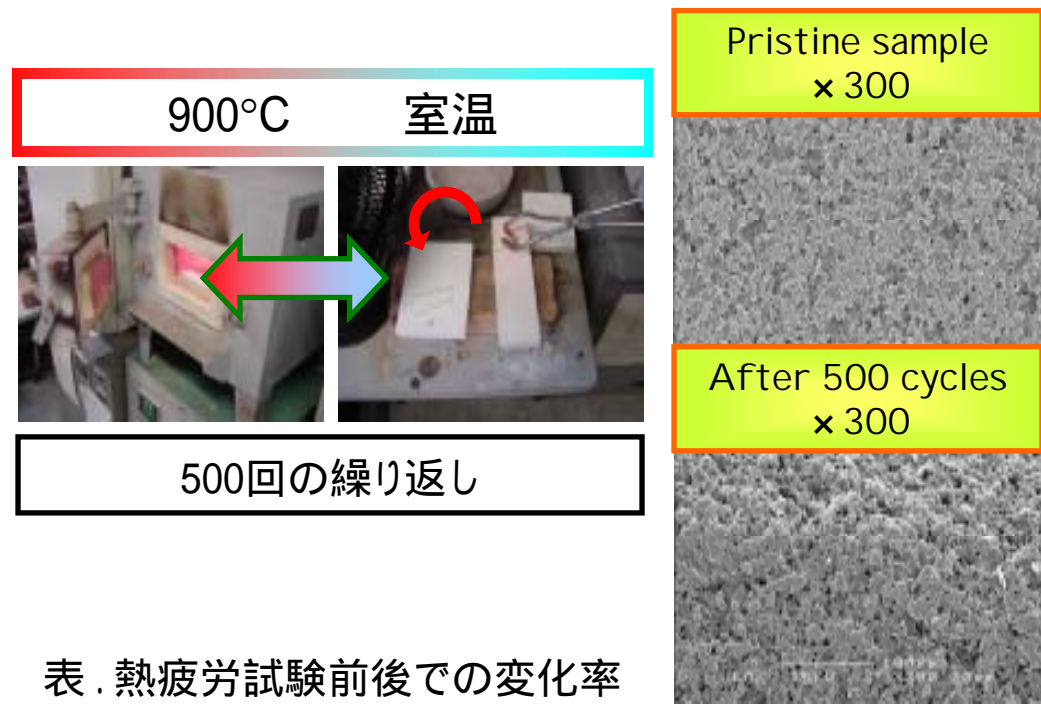 900°C 室温
500回の繰り返し
表.熱疲労試験前後での変化率
Pristine sample
× 300
After 500 cycles
× 300